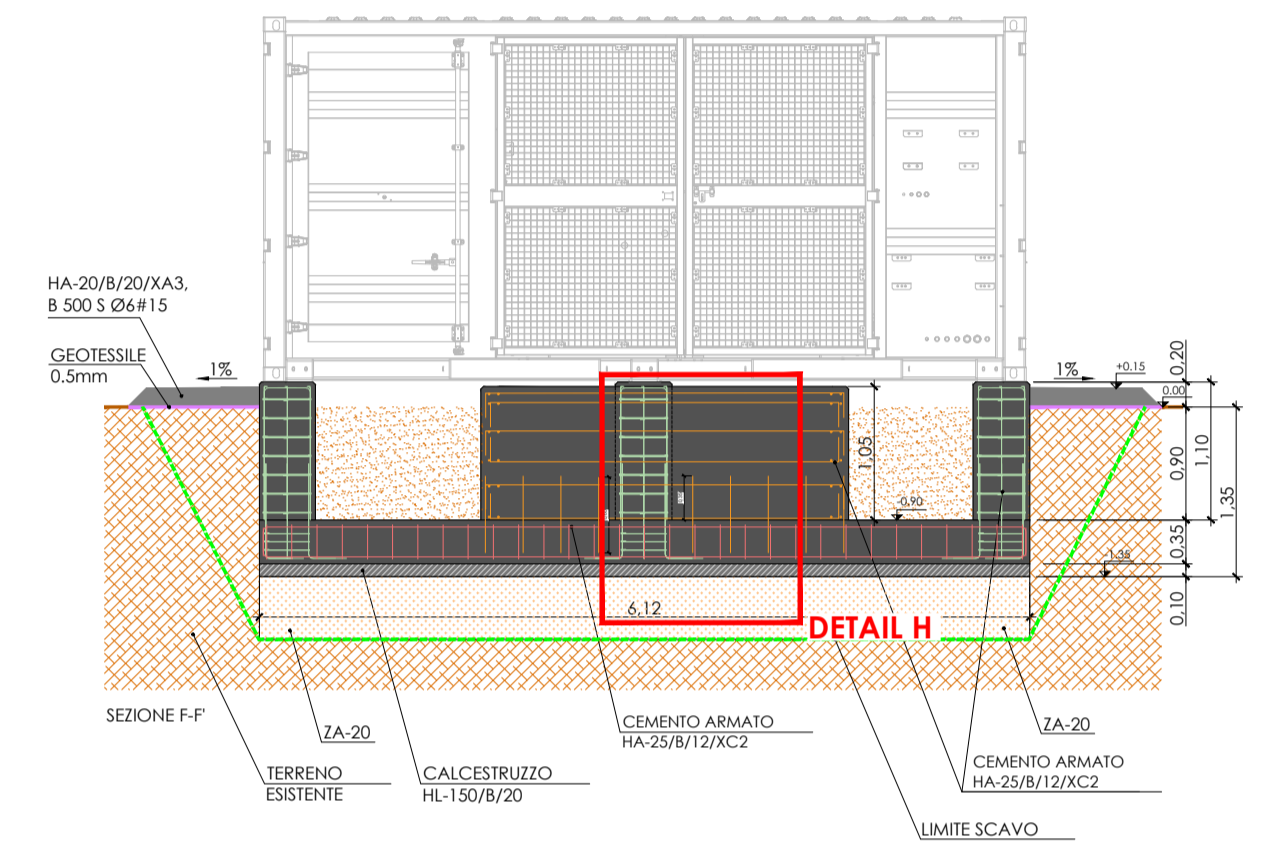 HA-20/B/20/XA3,
B 500 S Ø6#15
GEOTESSILE
0.5mm
1%
1%
+0.15
0.00
0,20
1,05
-0,90
0,90
1,10
1,35
0,35
-1.35
0,10
6,12
DETAIL H
SEZIONE F-F'
ZA-20
TERRENO
ESISTENTE
CALCESTRUZZO
HL-150/B/20
CEMENTO ARMATO
HA-25/B/12/XC2
ZA-20
CEMENTO ARMATO
HA-25/B/12/XC2
LIMITE SCAVO